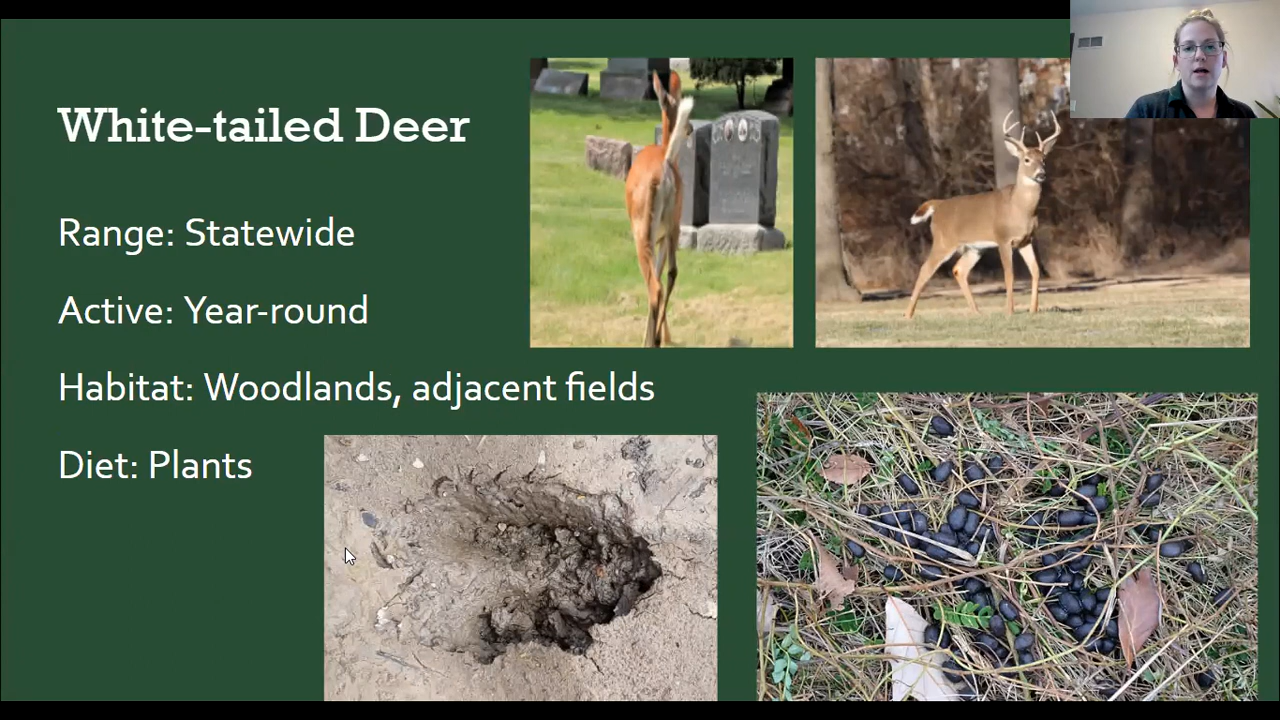 White-tailed Deer
Range: Statewide
Active: Year-round
Habitat: Woodlands, adjacent fields
Diet: Plants